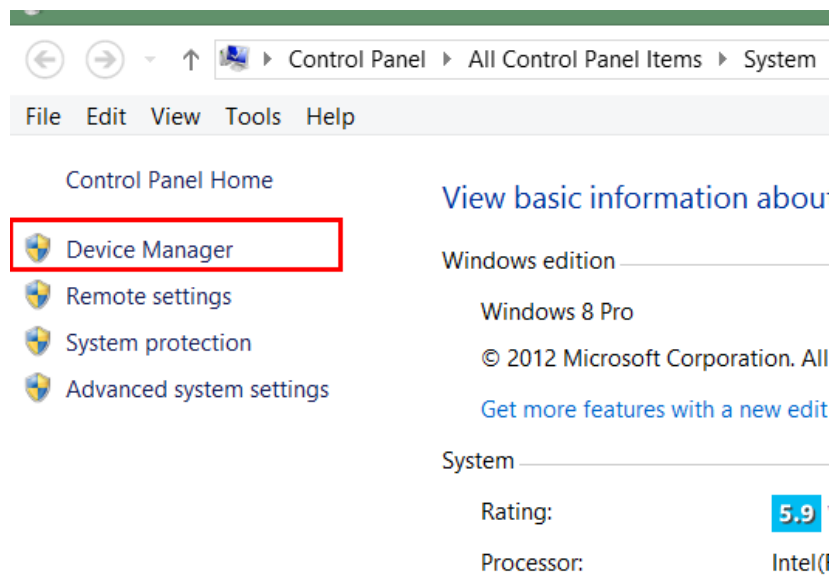 Control Panel All Control Panel Items System
File Edit View Tools Help
Control Panel Home
Device Manager
Remote settings
System protection
Advanced system settings
View basic information about
Windows edition
Windows 8 Pro
© 2012 Microsoft Corporation. All
Get more features with a new edit
System
Rating: 5.9
Processor: Intel(